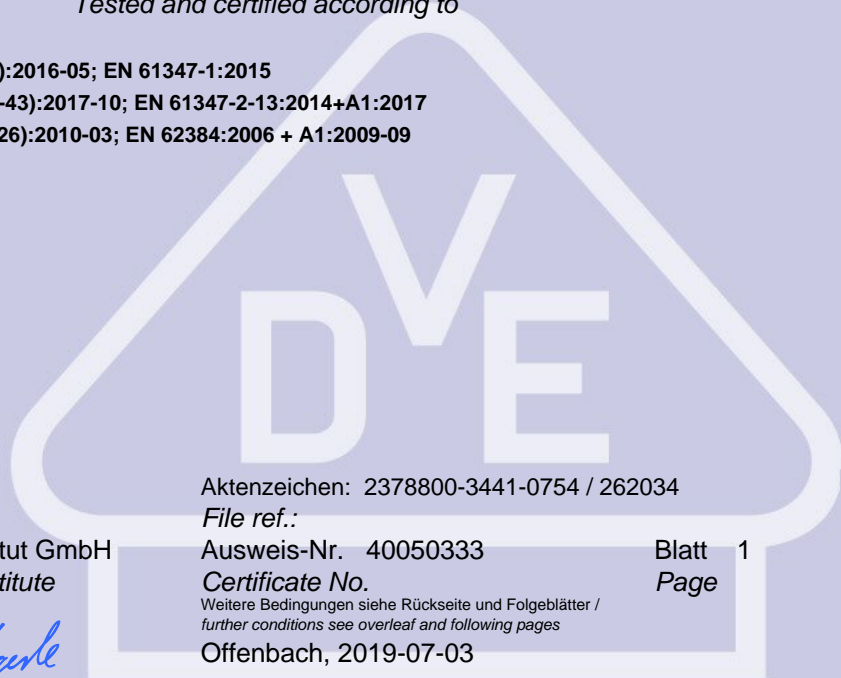 Tested and certified according to
):2016-05; EN 61347-1:2015
-43):2017-10; EN 61347-2-13:2014+A1:2017
26):2010-03; EN 62384:2006 + A1:2009-09
DVE
Aktenzeichen: 2378800-3441-0754 / 262034
File ref.:
tut GmbH Ausweis-Nr. 40050333 Blatt 1
titute Certificate No. Page
Weitere Bedingungen siehe Rückseite und Folgeblätter /
further conditions see overleaf and following pages
Offenbach, 2019-07-03